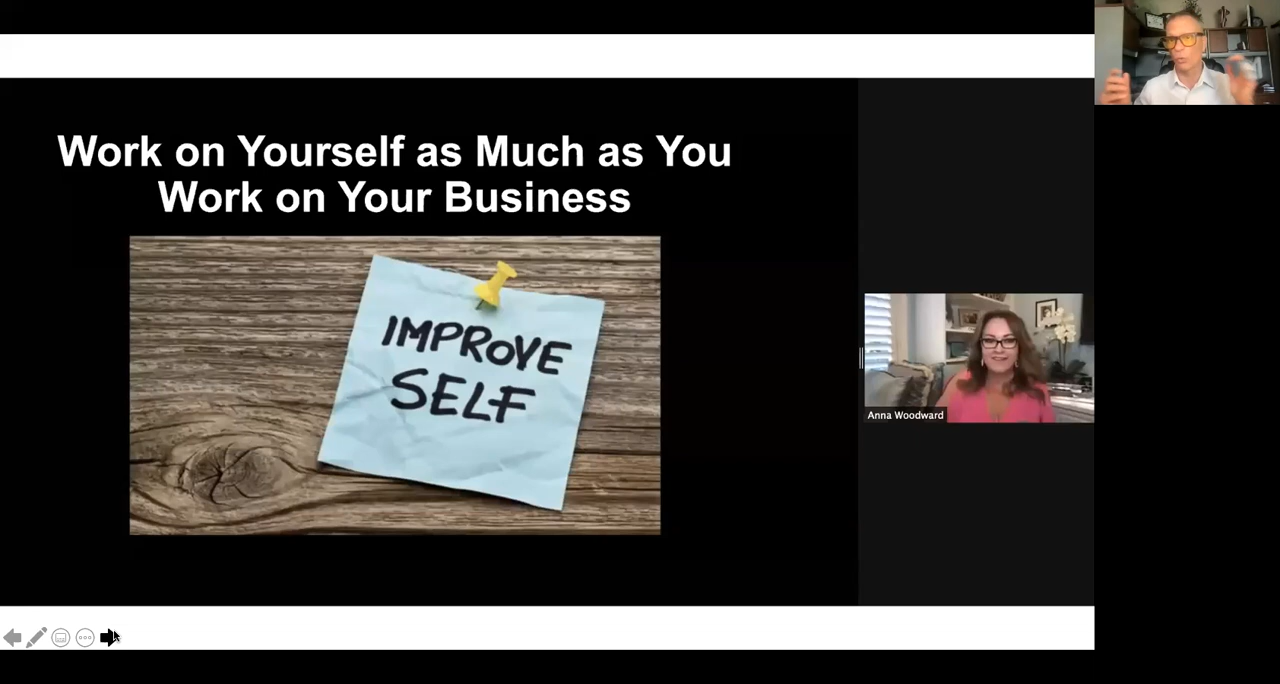 Work on Yourself as Much as You
Work on Your Business
IMPROVE
SELF
Anna Woodward